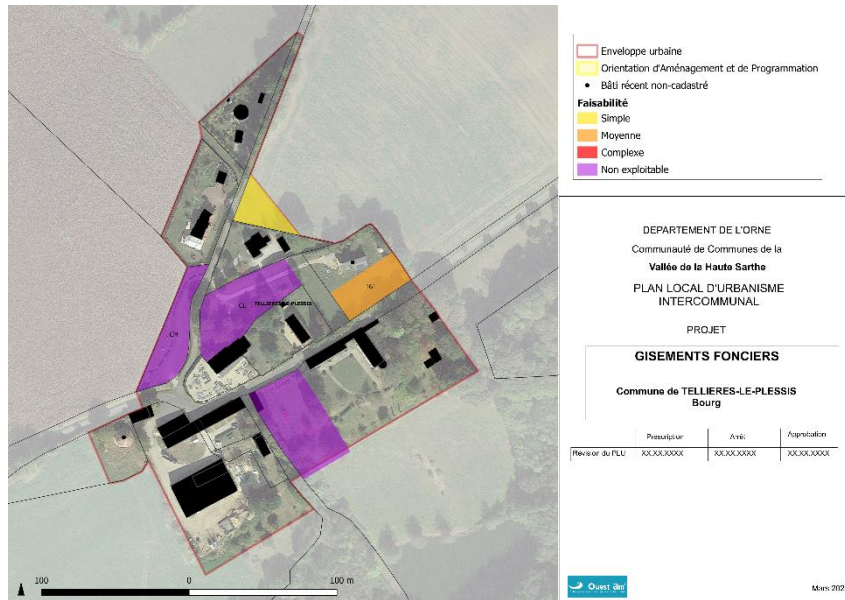 Enveloppe urbaine
Orientation d'Aménagement et de Programmation
Bâti récent non-cadastré
Faisabilité
Simple
Moyenne
Complexe
Non exploitable
DEPARTEMENT DE L'ORNE
Communauté de Communes de la
Vallée de la Haute Sarthe
PLAN LOCAL D'URBANISME
INTERCOMMUNAL
PROJET
GISEMENTS FONCIERS
Commune de TELLIERES-LE-PLESSIS
Bourg
Prescription Arrêt Approbation
Révision du PLU XX.XX.XXXX XX.XX.XXXX XX.XX.XXXX
Ouest am'
Mars 202
TELLIERES-LE-PLESSIS
100 0 100 m